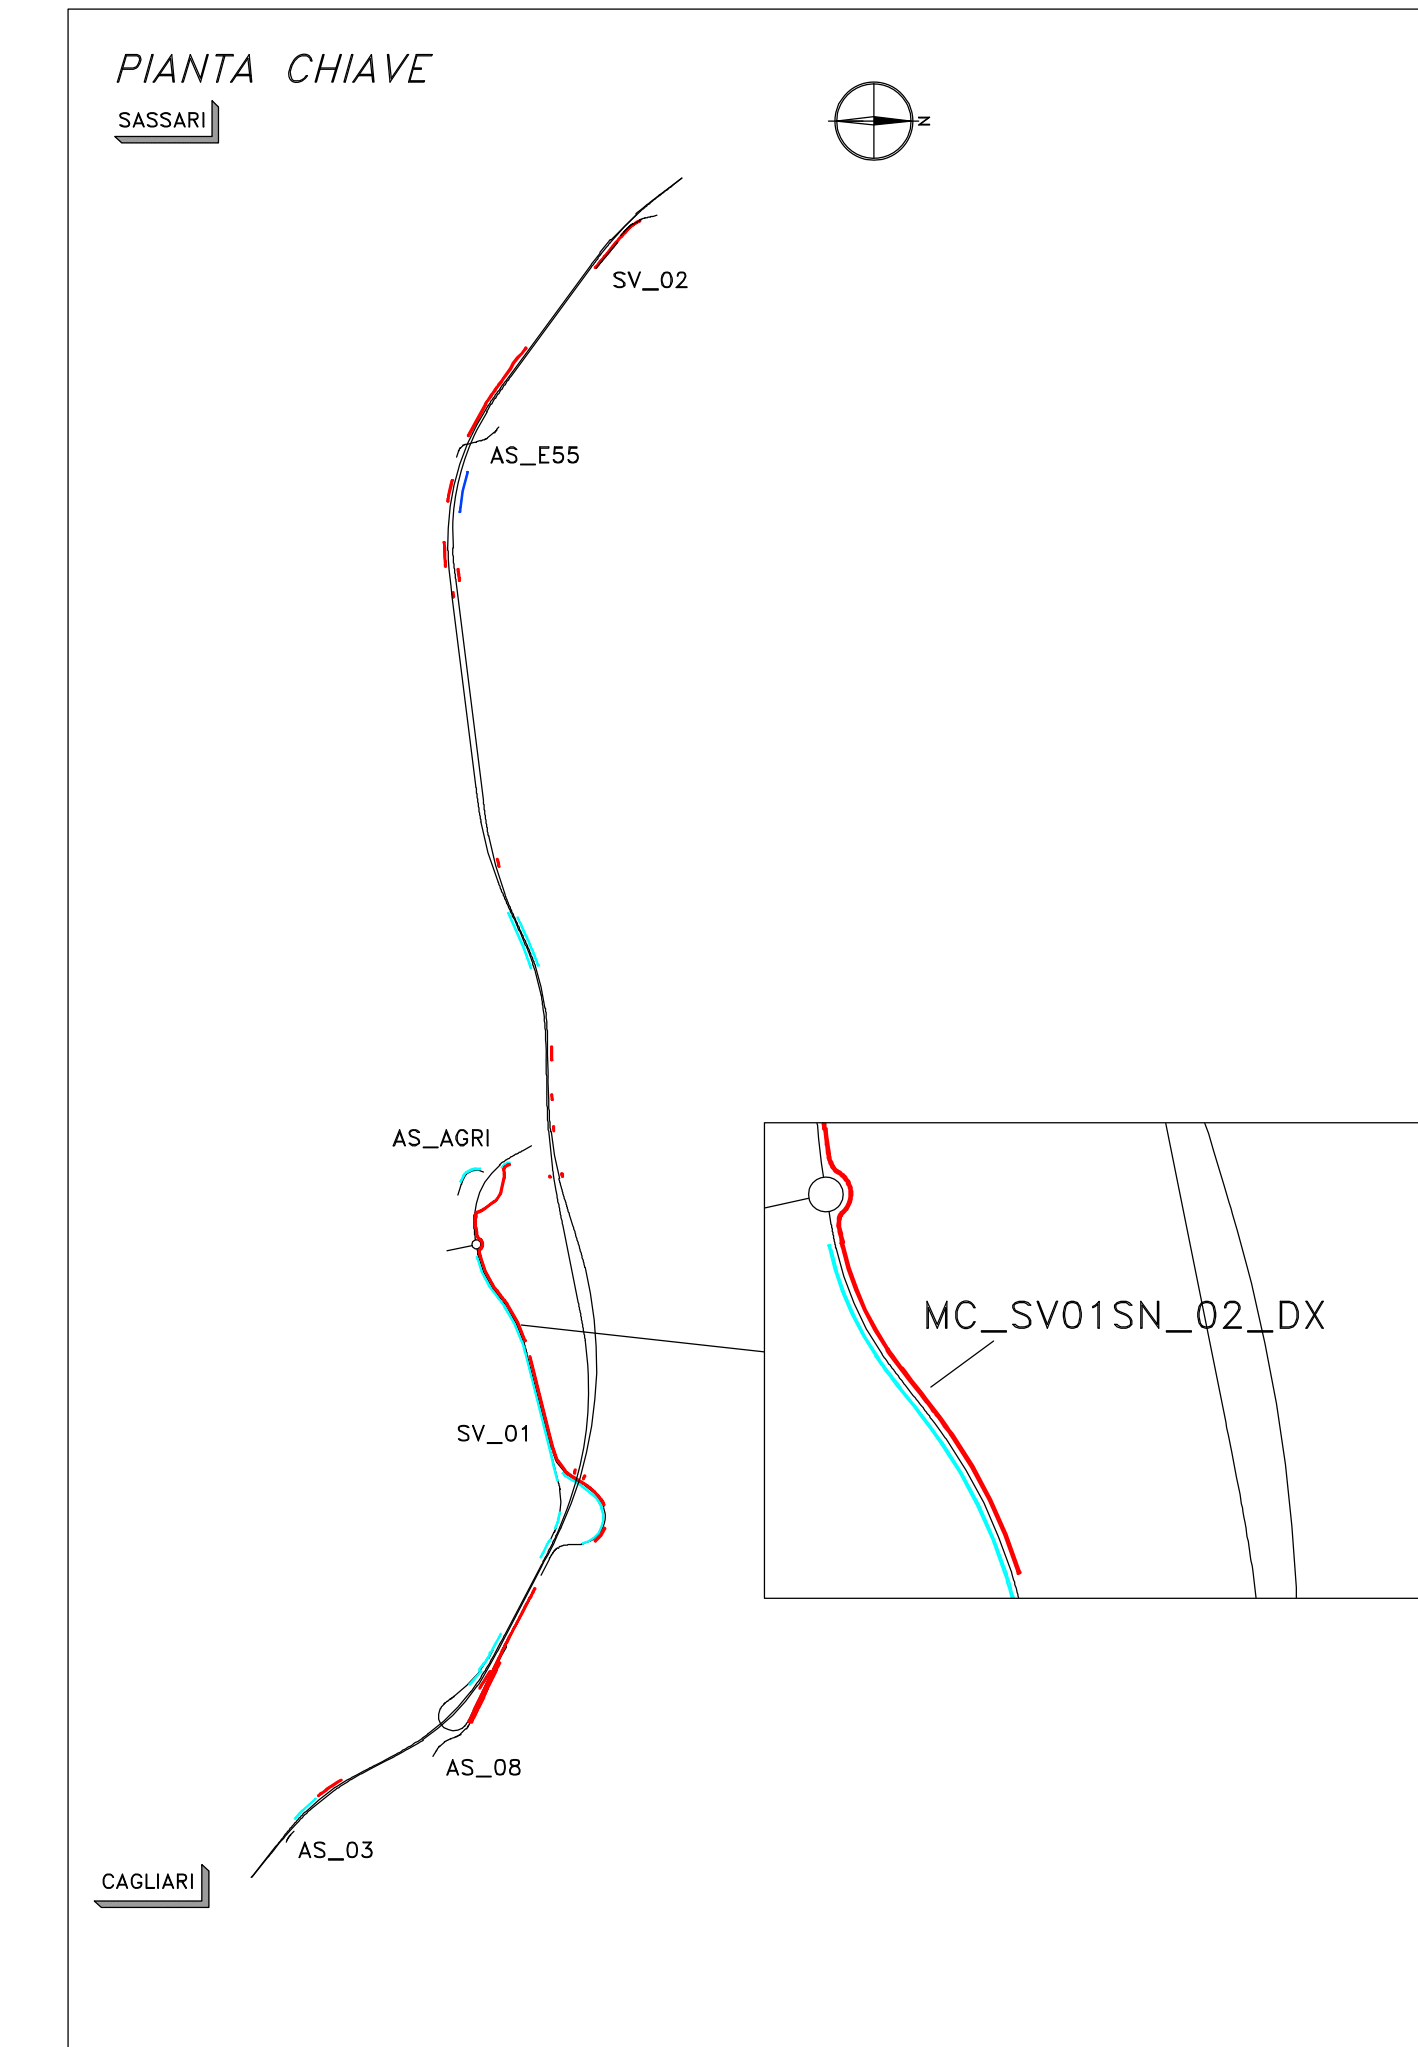 PIANTA CHIAVE
SASSARI
N
SV_02
AS_E55
AS_AGRI
MC_SV01SN_02_DX
SV_01
AS_08
AS_03
CAGLIARI